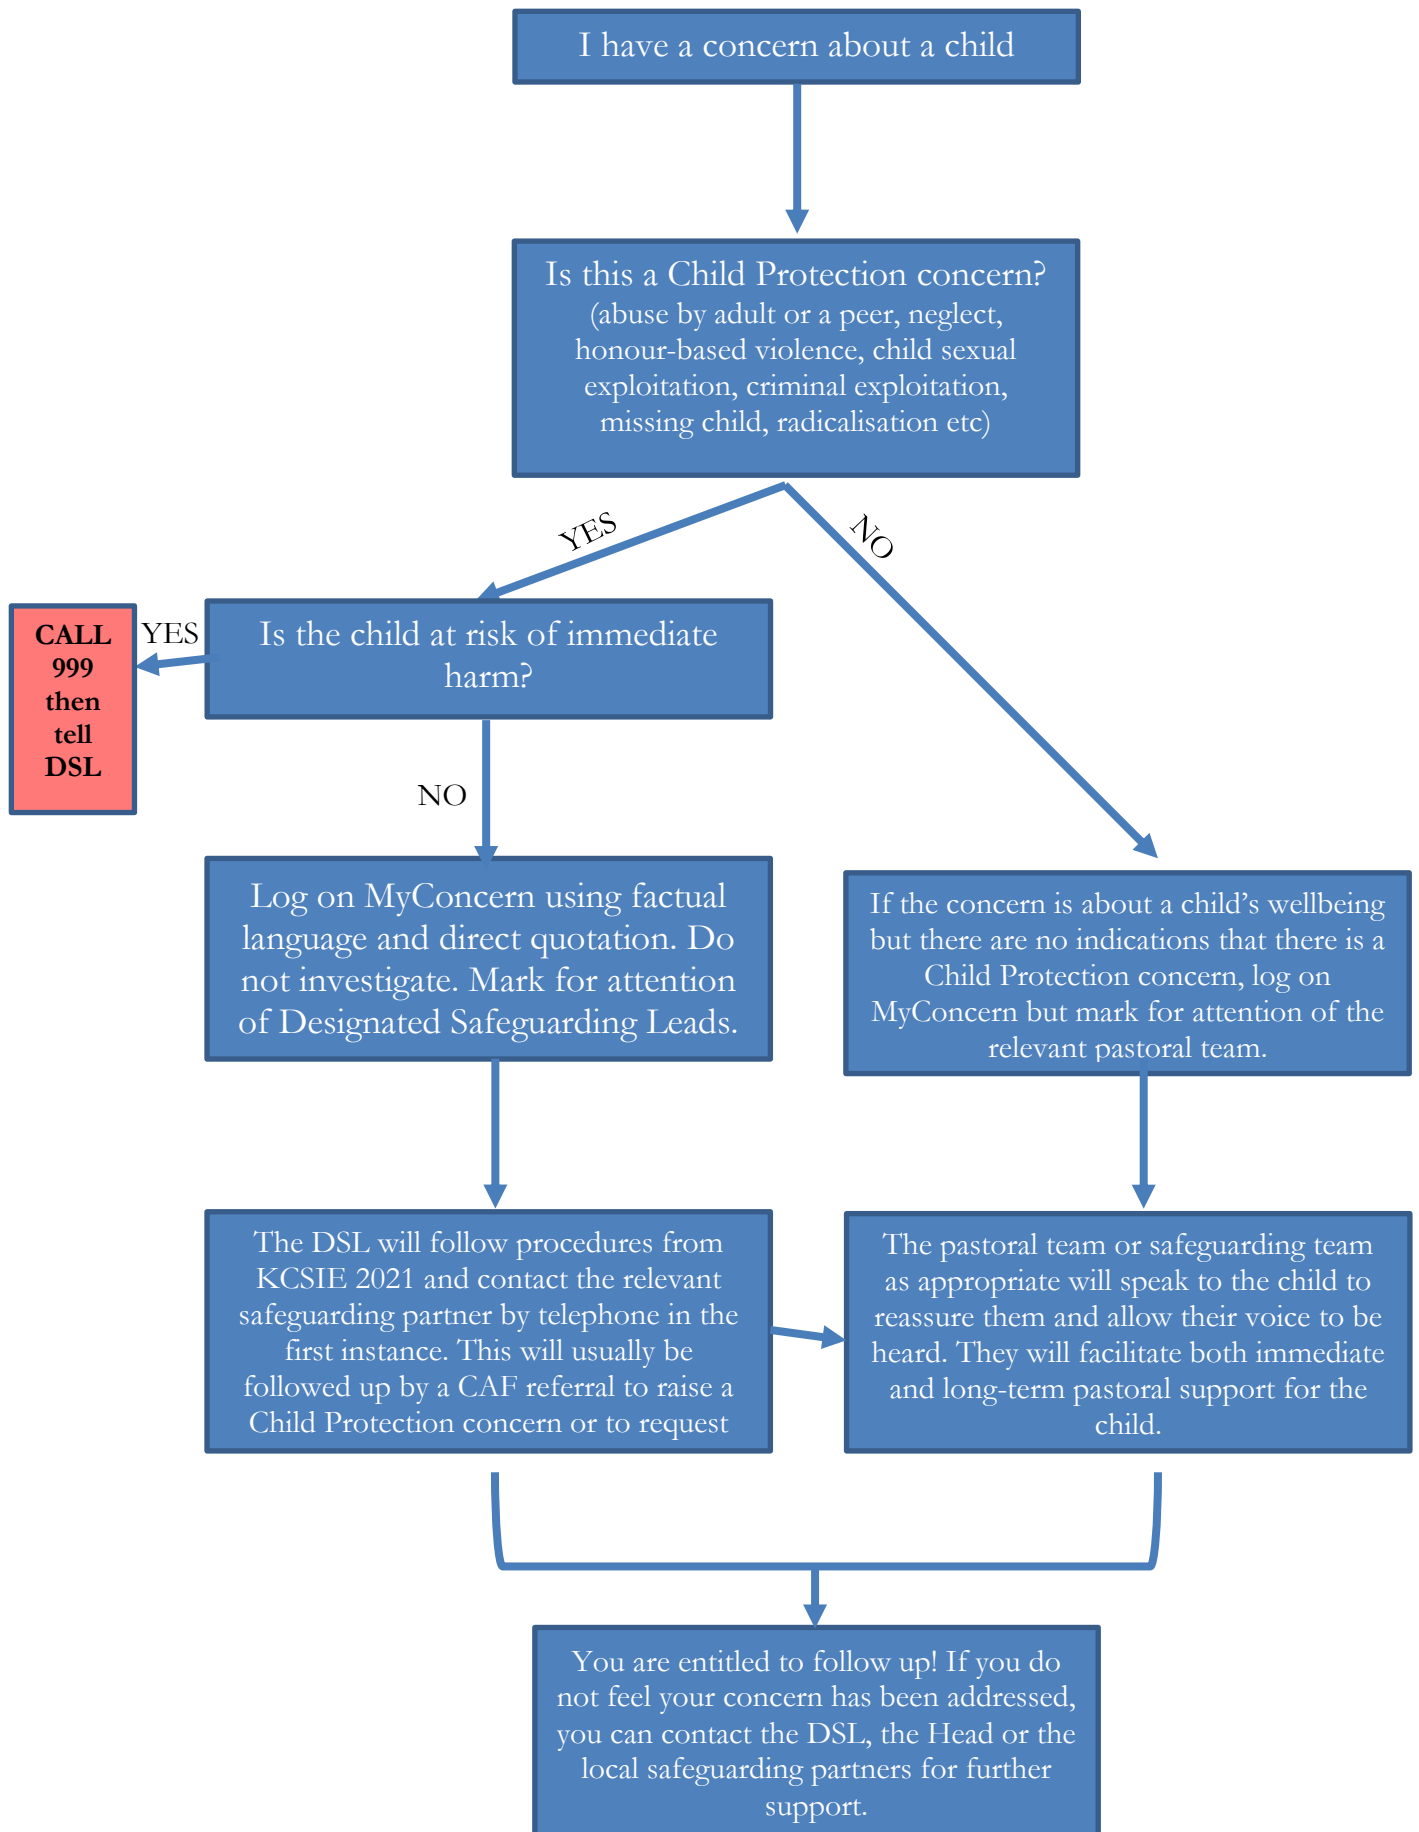 I have a concern about a child
Is this a Child Protection concern?
(abuse by adult or a peer, neglect,
honour-based violence, child sexual
exploitation, criminal exploitation,
missing child, radicalisation etc)
YES
NO
Is the child at risk of immediate
harm?
YES
CALL
999
then
tell
DSL
NO
Log on MyConcern using factual
language and direct quotation. Do
not investigate. Mark for attention
of Designated Safeguarding Leads.
If the concern is about a child’s wellbeing
but there are no indications that there is a
Child Protection concern, log on
MyConcern but mark for attention of the
relevant pastoral team.
The DSL will follow procedures from
KCSIE 2021 and contact the relevant
safeguarding partner by telephone in the
first instance. This will usually be
followed up by a CAF referral to raise a
Child Protection concern or to request
The pastoral team or safeguarding team
as appropriate will speak to the child to
reassure them and allow their voice to be
heard. They will facilitate both immediate
and long-term pastoral support for the
child.
You are entitled to follow up! If you do
not feel your concern has been addressed,
you can contact the DSL, the Head or the
local safeguarding partners for further
support.